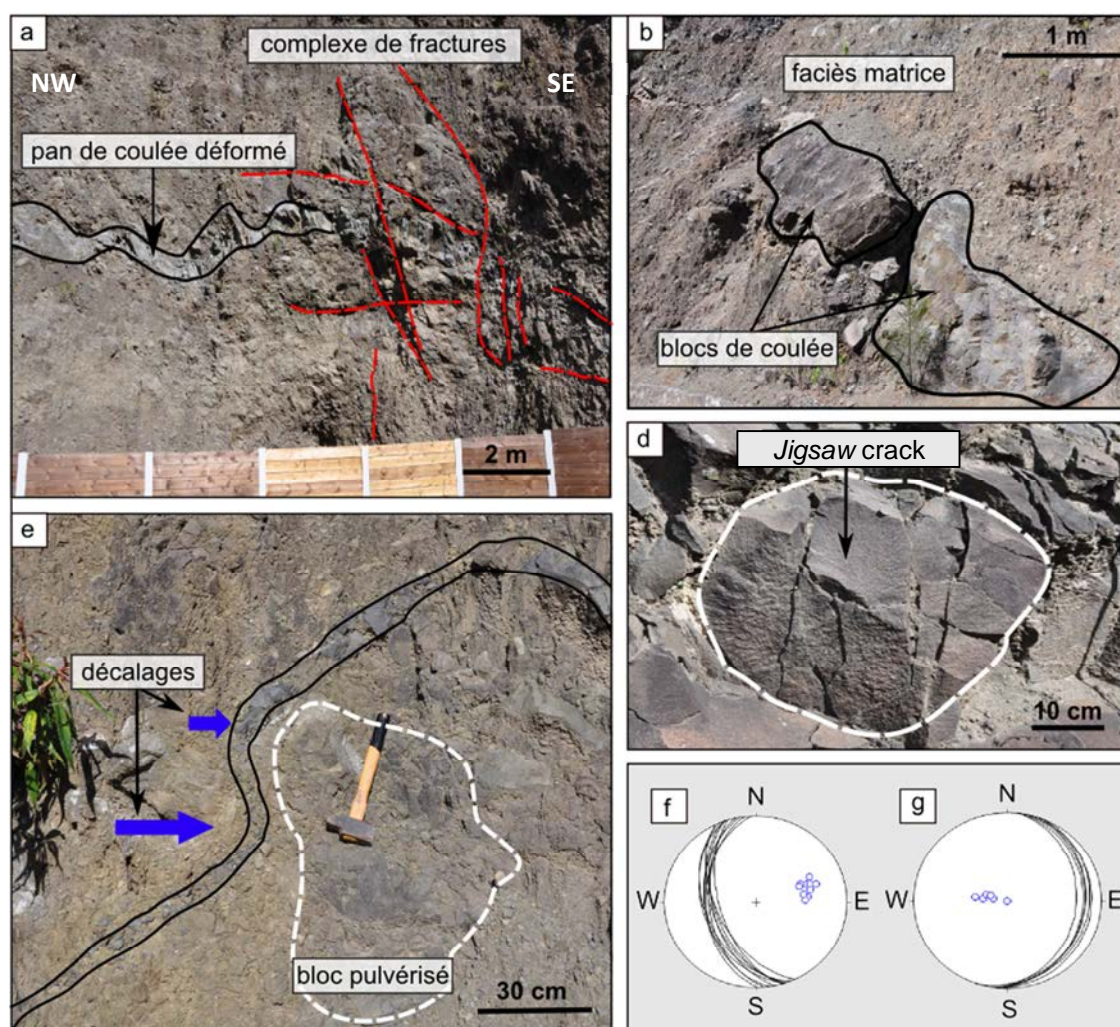 a
complexe de fractures
NW
SE
pan de coulée déformé
2 m
b
1 m
faciès matrice
blocs de coulée
d
Jigsaw crack
10 cm
e
décalages
bloc pulvérisé
30 cm
f
N
W
E
S
g
N
W
E
S